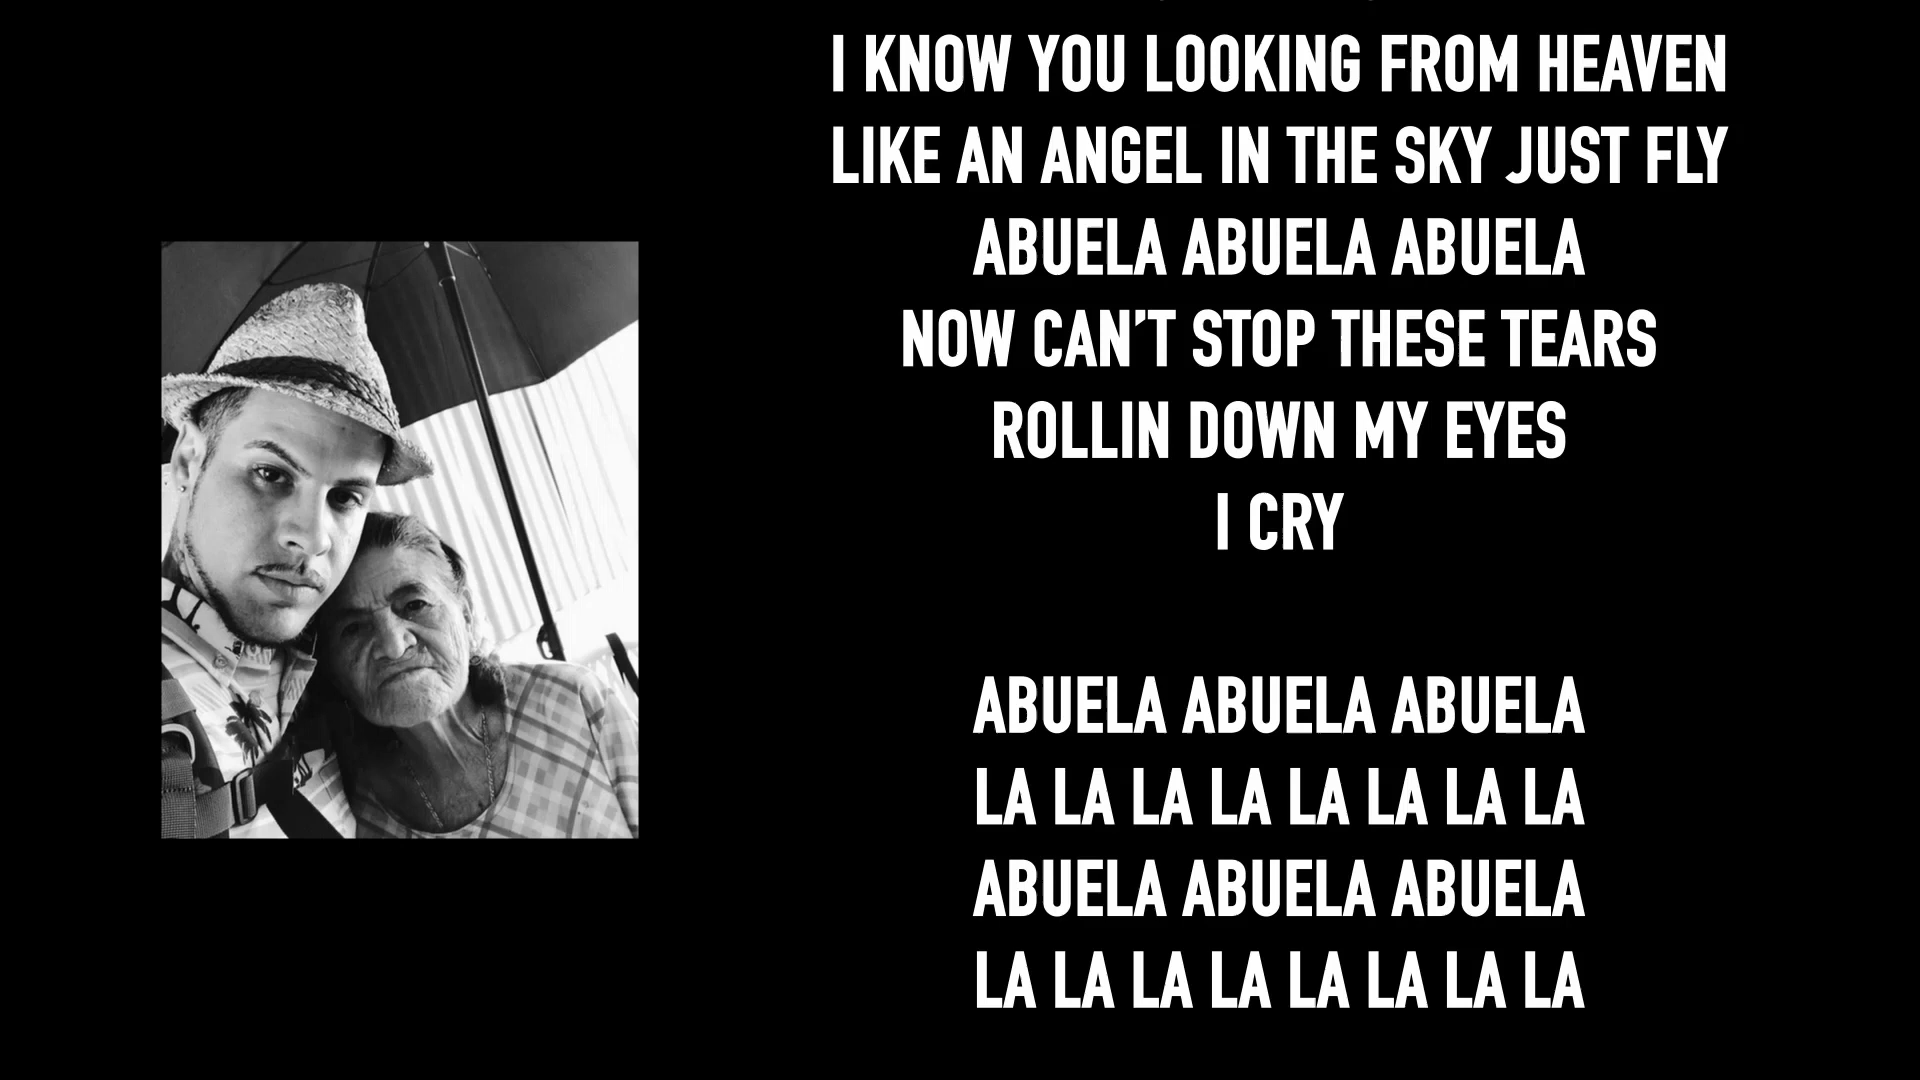 I KNOW YOU LOOKING FROM HEAVEN
LIKE AN ANGEL IN THE SKY JUST FLY
ABUELA ABUELA ABUELA
NOW CAN'T STOP THESE TEARS
ROLLIN DOWN MY EYES
I CRY
ABUELA ABUELA ABUELA
LA LA LA LA LA LA LA LA
ABUELA ABUELA ABUELA
LA LA LA LA LA LA LA LA